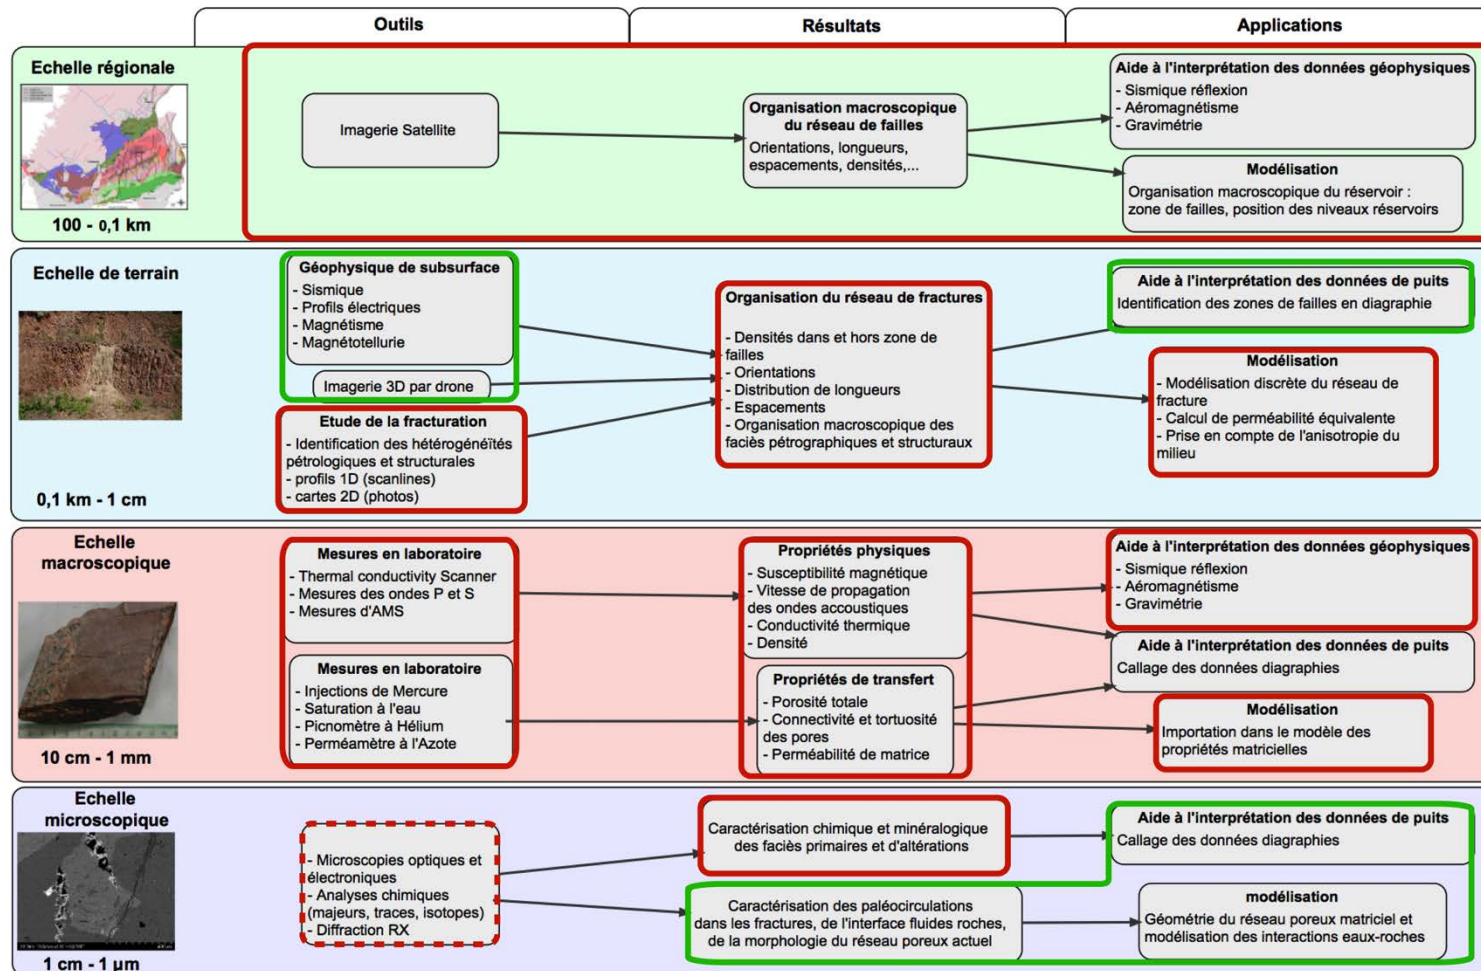 Outils
Résultats
Applications
Echelle régionale
100 - 0,1 km
Imagerie Satellite
Organisation macroscopique
du réseau de failles
Orientations, longueurs,
espacements, densités,...
Aide à l'interprétation des données géophysiques
- Sismique réflexion
- Aéromagnétisme
- Gravimétrie
Modélisation
Organisation macroscopique du réservoir :
zone de failles, position des niveaux réservoirs
Echelle de terrain
0,1 km - 1 cm
Géophysique de subsurface
- Sismique
- Profils électriques
- Magnétisme
- Magnétotellurie
Imagerie 3D par drone
Etude de la fracturation
- Identification des hétérogénéïtés
pétrologiques et structurales
- profils 1D (scanlines)
- cartes 2D (photos)
Organisation du réseau de fractures
- Densités dans et hors zone de
failles
- Orientations
- Distribution de longueurs
- Espacements
- Organisation macroscopique des
faciès pétrographiques et structuraux
Aide à l'interprétation des données de puits
Identification des zones de failles en diagraphie
Modélisation
- Modélisation discrète du réseau de
fracture
- Calcul de perméabilité équivalente
- Prise en compte de l'anisotropie du
milieu
Echelle
macroscopique
10 cm - 1 mm
Mesures en laboratoire
- Thermal conductivity Scanner
- Mesures des ondes P et S
- Mesures d'AMS
Mesures en laboratoire
- Injections de Mercure
- Saturation à l'eau
- Picnomètre à Hélium
- Perméamètre à l'Azote
Propriétés physiques
- Susceptibilité magnétique
- Vitesse de propagation
des ondes accoustiques
- Conductivité thermique
- Densité
Propriétés de transfert
- Porosité totale
- Connectivité et tortuosité
des pores
- Perméabilité de matrice
Aide à l'interprétation des données géophysiques
- Sismique réflexion
- Aéromagnétisme
- Gravimétrie
Aide à l'interprétation des données de puits
Callage des données diagraphies
Modélisation
Importation dans le modèle des
propriétés matricielles
Echelle
microscopique
1 cm - 1 µm
- Microscopies optiques et
électroniques
- Analyses chimiques
(majeurs, traces, isotopes)
- Diffraction RX
Caractérisation chimique et minéralogique
des faciès primaires et d'altérations
Caractérisation des paléocirculations
dans les fractures, de l'interface fluides roches,
de la morphologie du réseau poreux actuel
Aide à l'interprétation des données de puits
Callage des données diagraphies
modélisation
Géométrie du réseau poreux matriciel et
modélisation des interactions eaux-roches